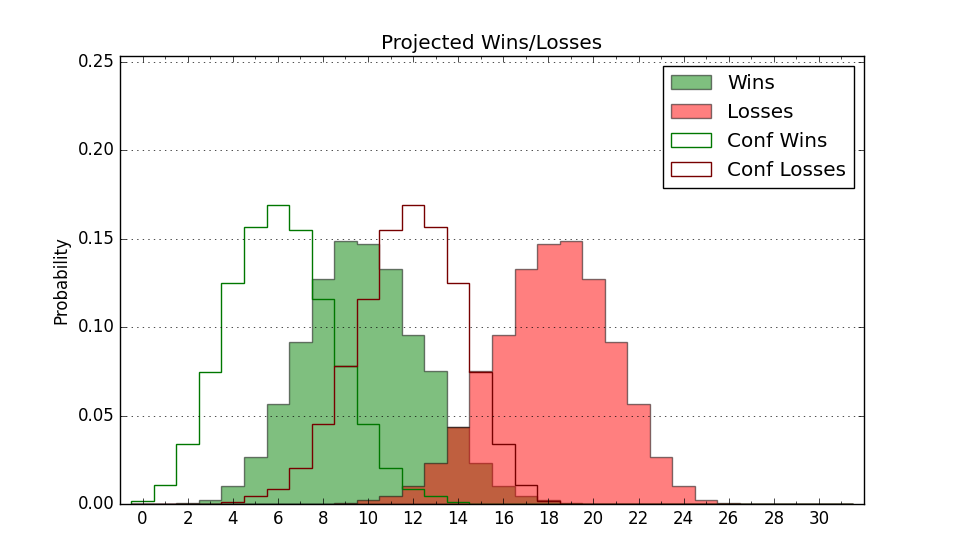 Projected Wins/Losses
Probability
0.25
0.20
0.15
0.10
0.05
0.00
Wins
Losses
Conf Wins
Conf Losses
0 2 4 6 8 10 12 14 16 18 20 22 24 26 28 30